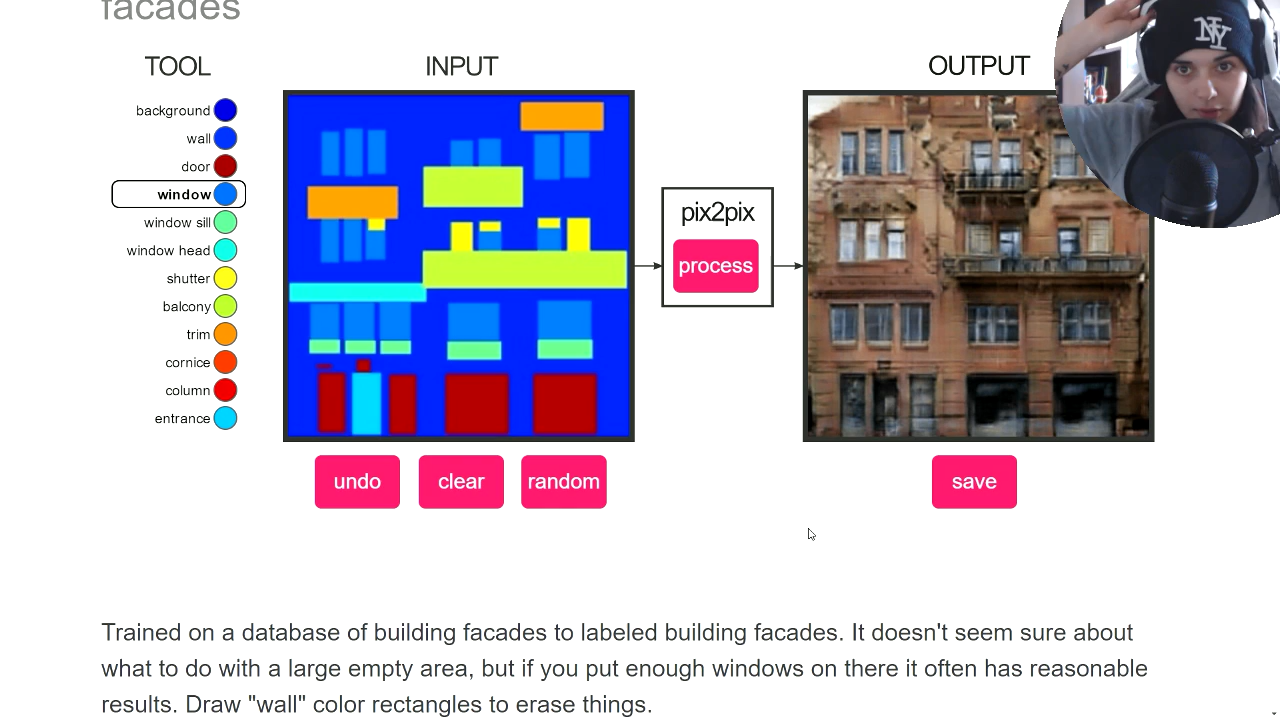 facades
TOOL
INPUT
OUTPUT
background
wall
door
window
window sill
window head
shutter
balcony
trim
cornice
column
entrance
pix2pix
process
undo
clear
random
save
NY
Trained on a database of building facades to labeled building facades. It doesn't seem sure about
what to do with a large empty area, but if you put enough windows on there it often has reasonable
results. Draw "wall" color rectangles to erase things.